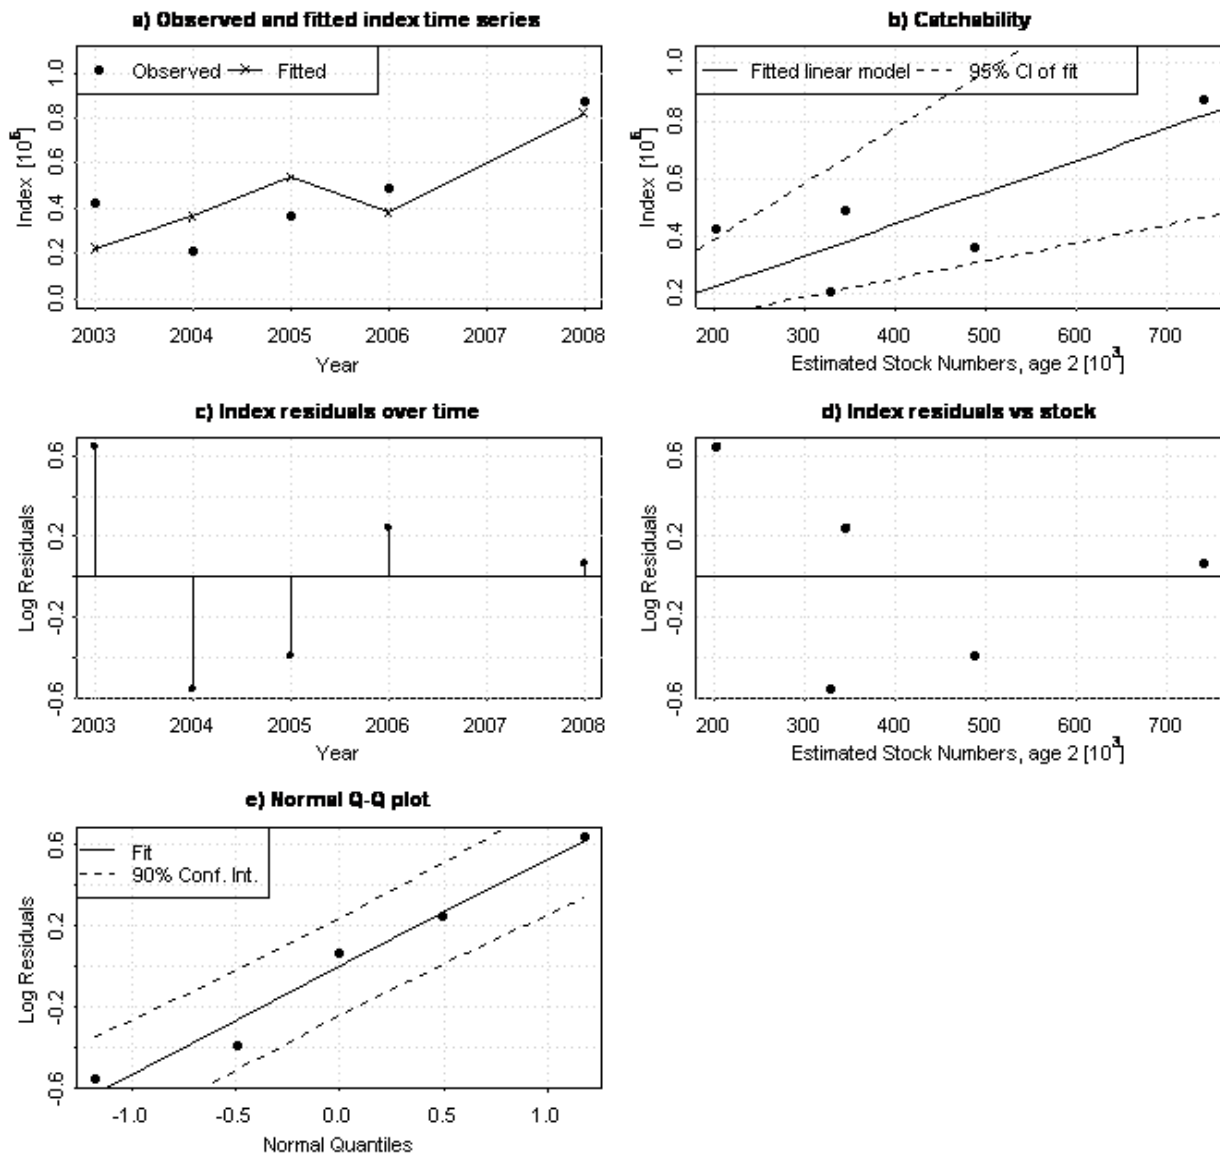 a) Observed and fitted index time series
Observed Fitted
Index [10^6]
0.0 0.2 0.4 0.6 0.8 1.0
2003 2004 2005 2006 2007 2008
Year
b) Catchability
Fitted linear model 95% CI of fit
Index [10^6]
0.2 0.4 0.6 0.8 1.0
200 300 400 500 600 700
Estimated Stock Numbers, age 2 [10^3]
c) Index residuals over time
Log Residuals
-0.6 -0.2 0.2 0.6
2003 2004 2005 2006 2007 2008
Year
d) Index residuals vs stock
Log Residuals
-0.6 -0.2 0.2 0.6
200 300 400 500 600 700
Estimated Stock Numbers, age 2 [10^3]
e) Normal Q-Q plot
Fit
90% Conf. Int.
Log Residuals
-0.6 -0.2 0.2 0.6
-1.0 -0.5 0.0 0.5 1.0
Normal Quantiles